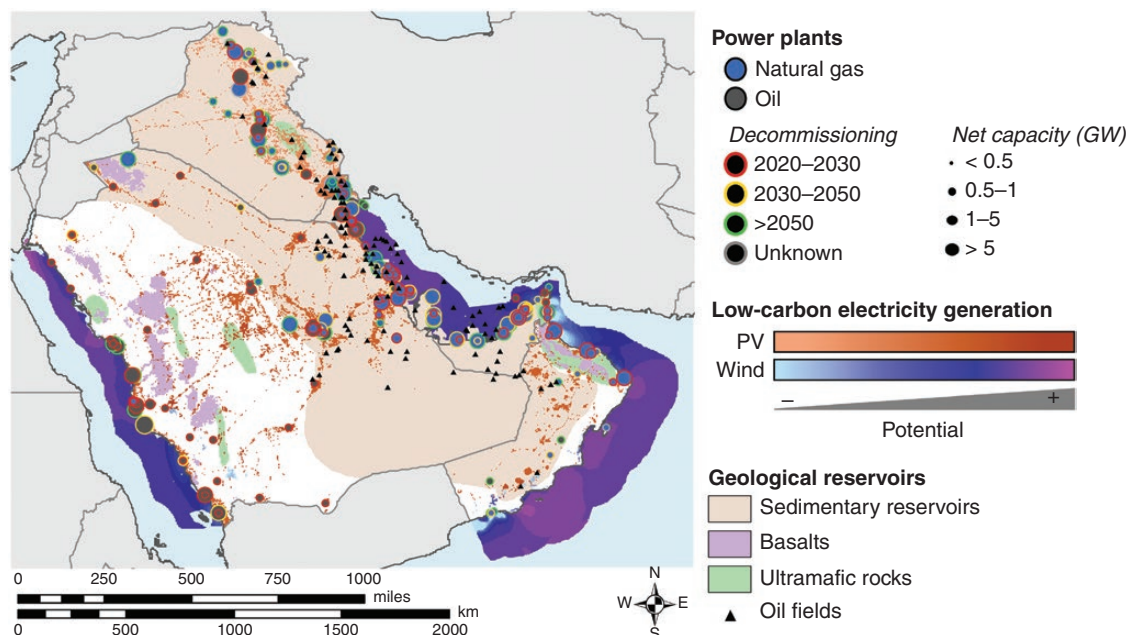 Power plants
Natural gas
Oil
Decommissioning
Net capacity (GW)
2020–2030
< 0.5
2030–2050
0.5–1
>2050
1–5
Unknown
> 5
Low-carbon electricity generation
PV
Wind
– +
Potential
Geological reservoirs
Sedimentary reservoirs
Basalts
Ultramafic rocks
Oil fields
0 250 500 750 1000
miles
km
0 500 1000 1500 2000
N
W E
S